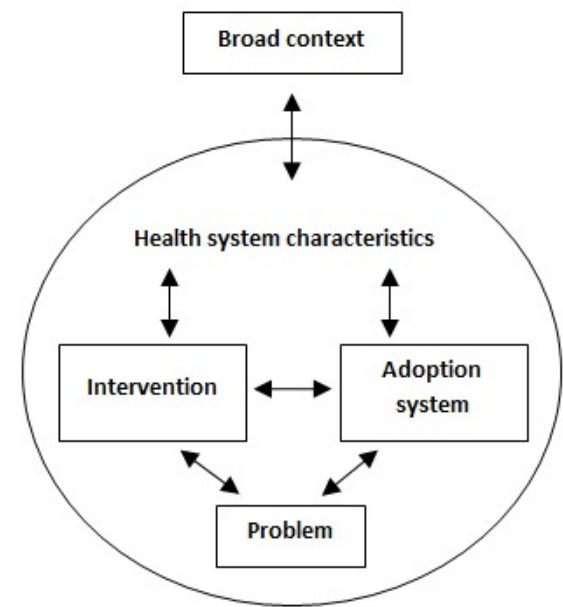 Broad context
Health system characteristics
Intervention
Adoption
system
Problem